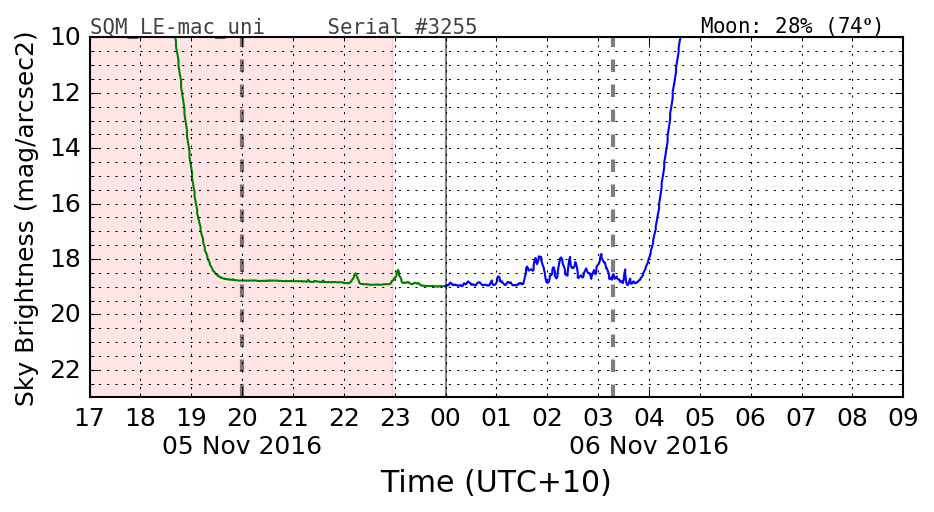 SQM_LE-mac_uni Serial #3255 Moon: 28% (74°)
Sky Brightness (mag/arcsec2)
10
12
14
16
18
20
22
17 18 19 20 21 22 23 00 01 02 03 04 05 06 07 08 09
05 Nov 2016 06 Nov 2016
Time (UTC+10)